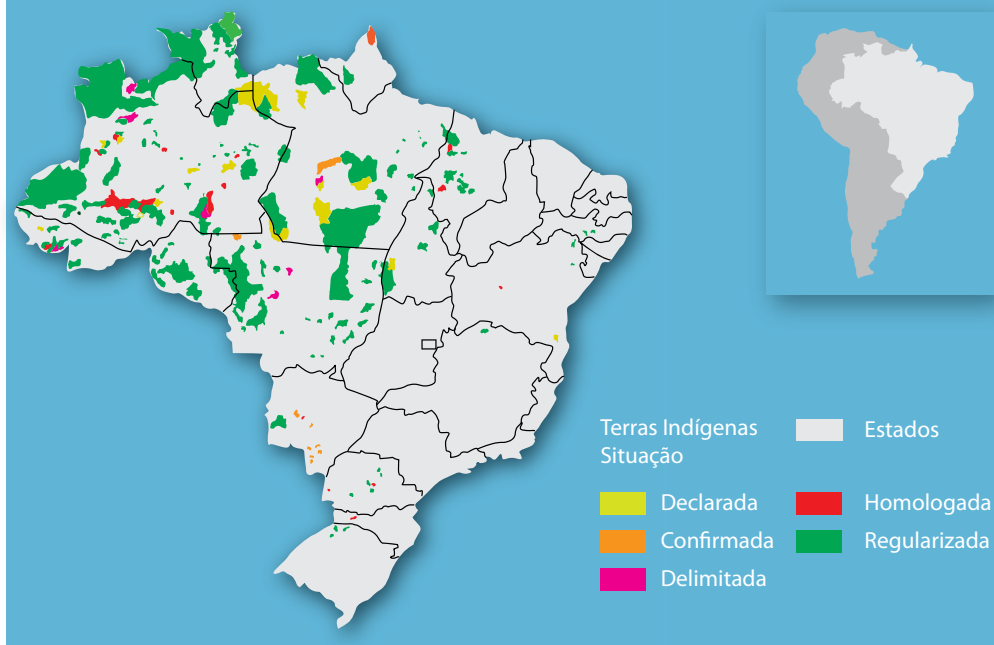 Terras Indígenas
Situação
Estados
Declarada
Homologada
Confirmada
Regularizada
Delimitada